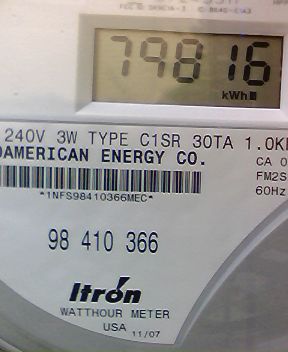 79816
kWh
240V 3W TYPE C1SR 30TA 1.0K
AMERICAN ENERGY CO.
CA 0
FM2S
60Hz
*1NFS98410366MEC*
98 410 366
Itrón
WATTHOUR METER
USA 11/07